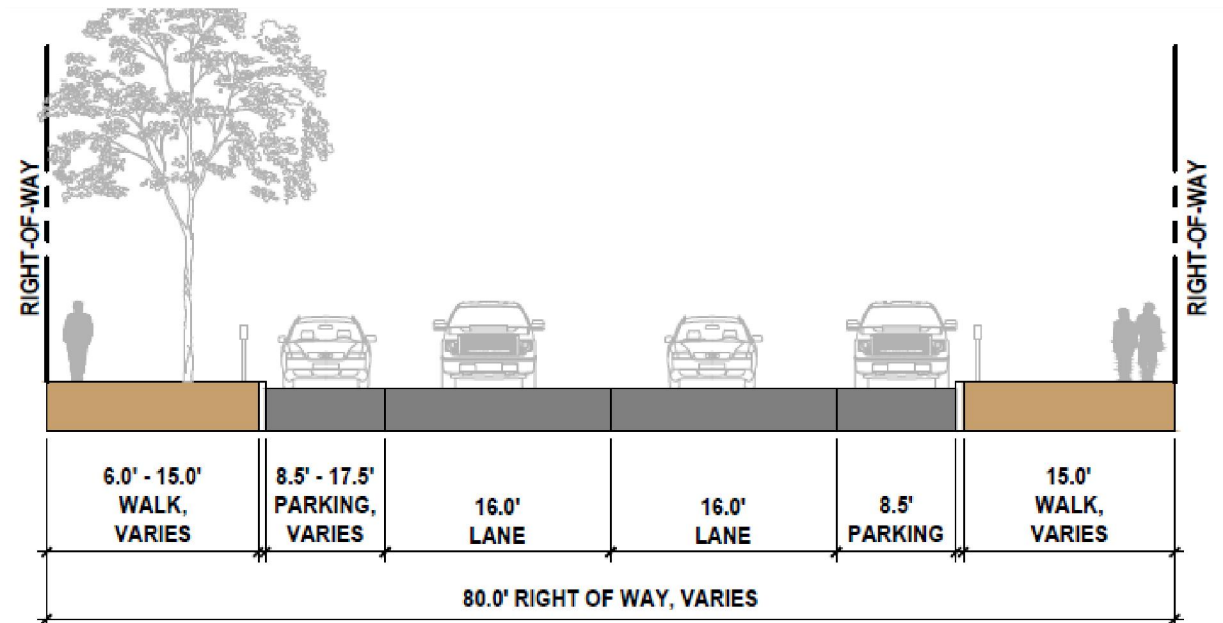 RIGHT-OF-WAY
RIGHT-OF-WAY
6.0' - 15.0'
WALK,
VARIES
8.5' - 17.5'
PARKING,
VARIES
16.0'
LANE
16.0'
LANE
8.5'
PARKING
15.0'
WALK,
VARIES
80.0' RIGHT OF WAY, VARIES